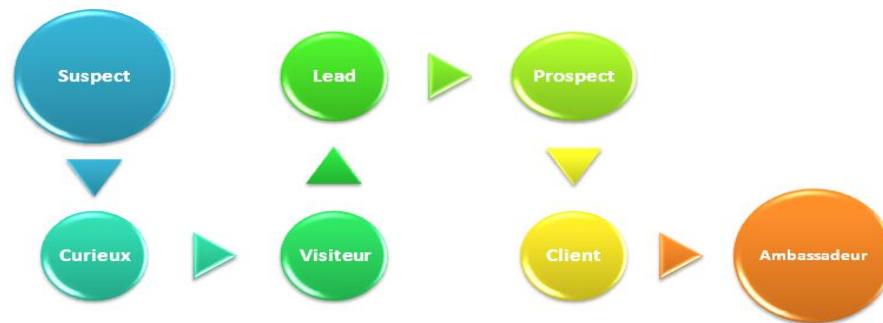 Suspect
Curieux
Visiteur
Lead
Prospect
Client
Ambassadeur